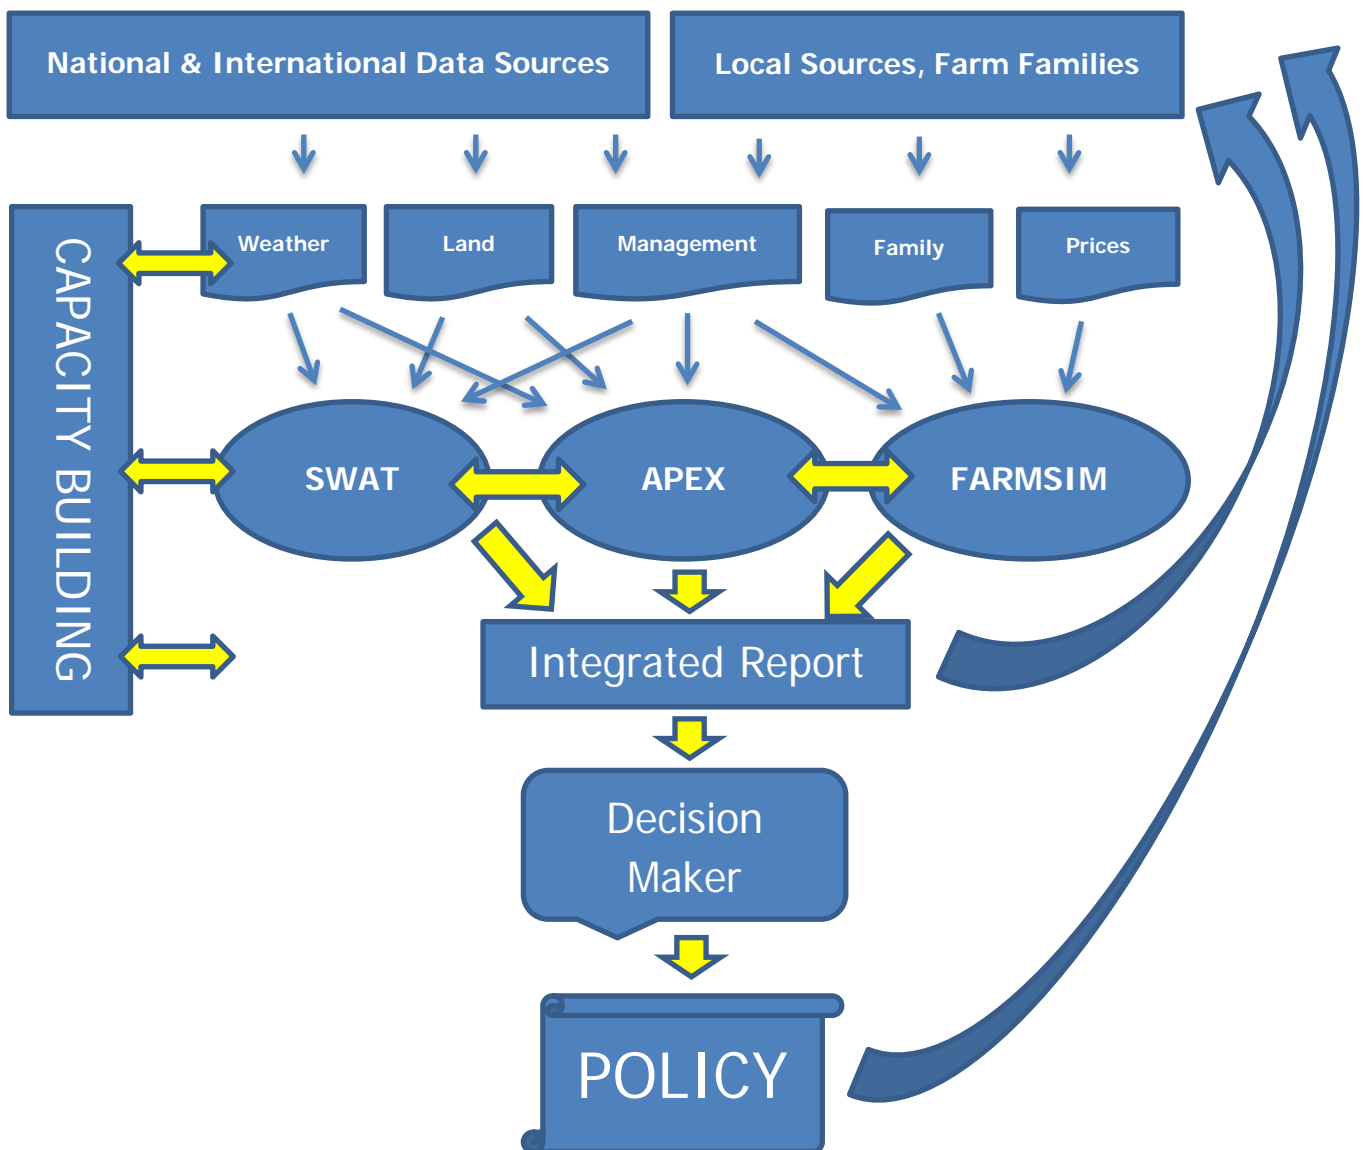 National & International Data Sources
Local Sources, Farm Families
CAPACITY BUILDING
Weather
Land
Management
Family
Prices
SWAT
APEX
FARMSIM
Integrated Report
Decision
Maker
POLICY